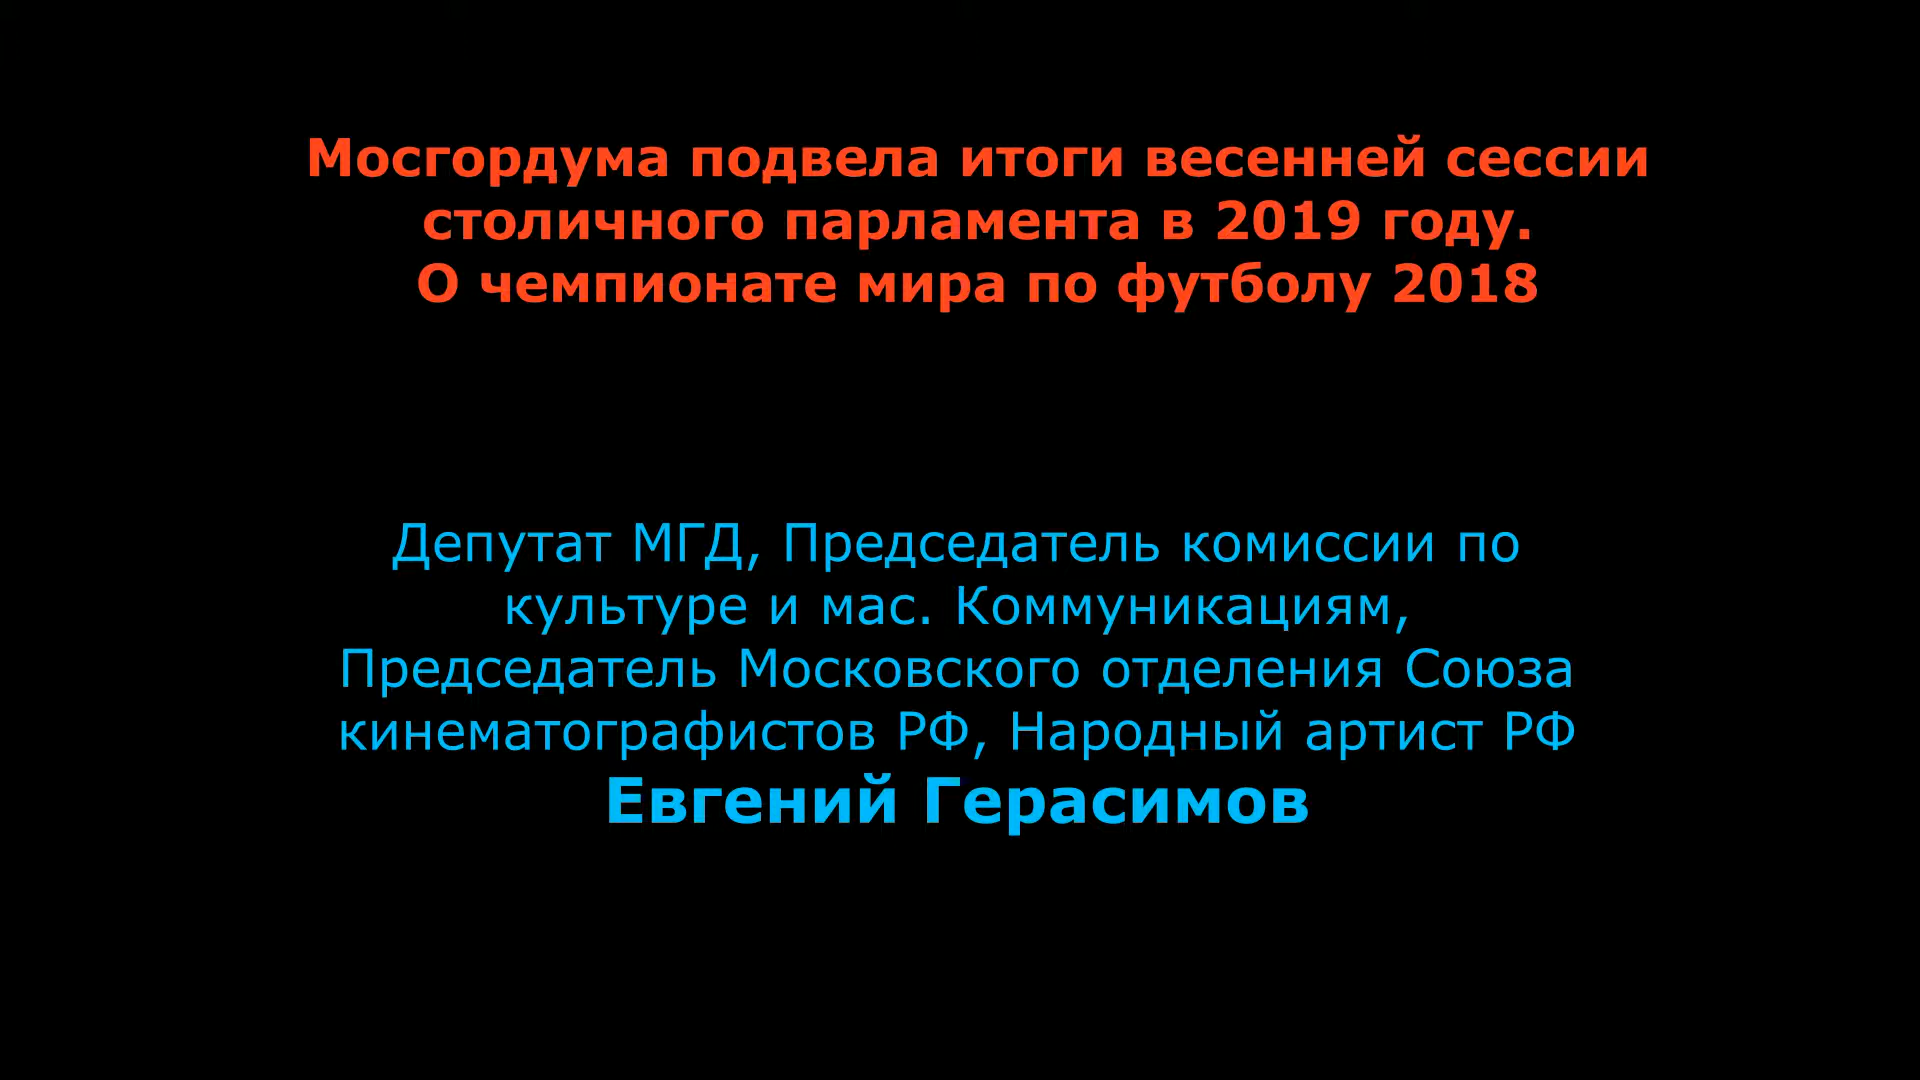 Мосгордума подвела итоги весенней сессии
столичного парламента в 2019 году.
О чемпионате мира по футболу 2018
Депутат МГД, Председатель комиссии по
культуре и мас. Коммуникациям,
Председатель Московского отделения Союза
кинематографистов РФ, Народный артист РФ
Евгений Герасимов